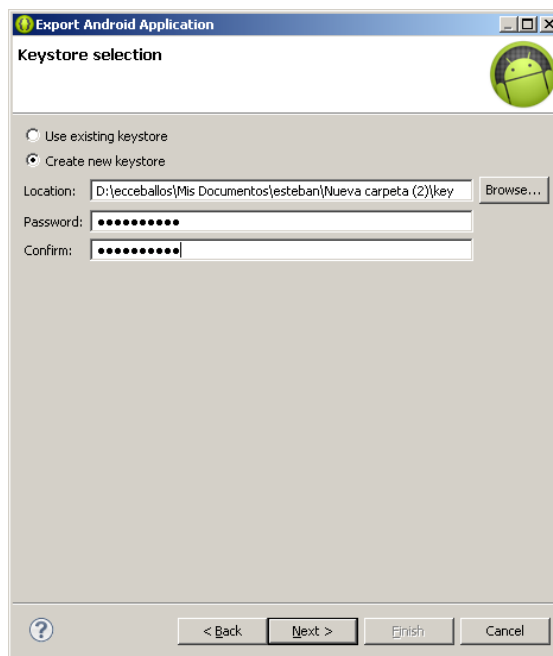 Export Android Application
Keystore selection
Use existing keystore
Create new keystore
Location: D:\ecceballos\Mis Documentos\esteban\Nueva carpeta (2)\key Browse...
Password: ●●●●●●●●●●
Confirm: ●●●●●●●●●●
? < Back Next > Finish Cancel